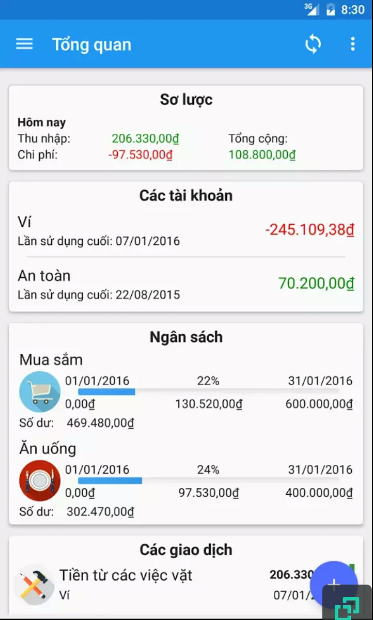 3G 8:30
Tổng quan
Sơ lược
Hôm nay
Thu nhập: 206.330,00₫ Tổng cộng:
Chi phí: -97.530,00₫ 108.800,00₫
Các tài khoản
Ví -245.109,38₫
Lần sử dụng cuối: 07/01/2016
An toàn 70.200,00₫
Lần sử dụng cuối: 22/08/2015
Ngân sách
Mua sắm
01/01/2016 22% 31/01/2016
0,00₫ 130.520,00₫ 600.000,00₫
Số dư: 469.480,00₫
Ăn uống
01/01/2016 24% 31/01/2016
0,00₫ 97.530,00₫ 400.000,00₫
Số dư: 302.470,00₫
Các giao dịch
Tiền từ các việc vặt 206.330
Ví 07/01/